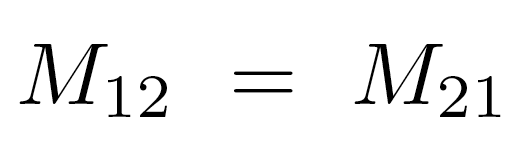 M₁₂ = M₂₁